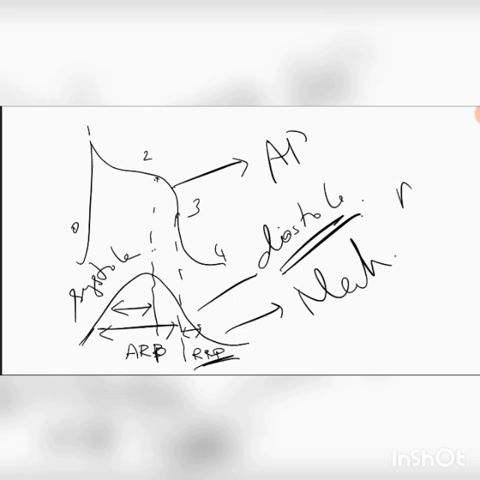 1
2
AP
0
3
4
systole
diastole
r
Mech.
ARP
RRP
InShOt